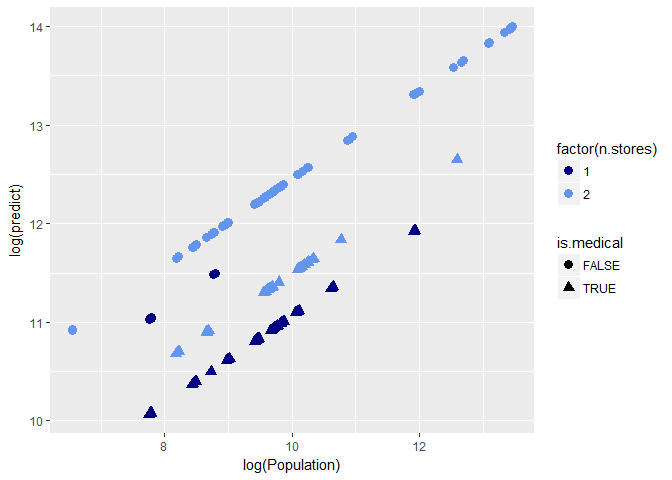 14
13
12
11
10
log(predict)
8
10
12
log(Population)
factor(n.stores)
1
2
is.medical
FALSE
TRUE